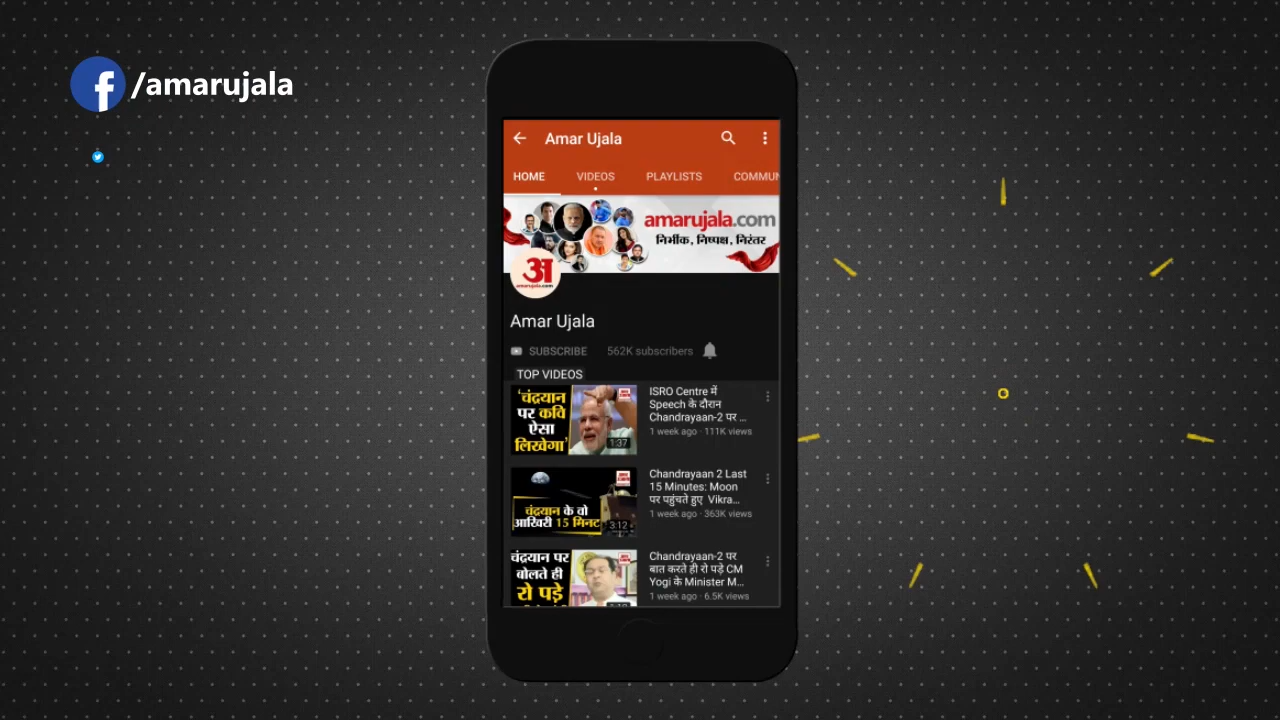 /amarujala
Amar Ujala
HOME VIDEOS PLAYLISTS COMMUN
amarujala.com
निर्भीक, निष्पक्ष, निरंतर
अ
amarujala.com
Amar Ujala
SUBSCRIBE 562K subscribers
TOP VIDEOS
'चंद्रयान
पर कवि
ऐसा
लिखेगा'
1:37
ISRO Centre में
Speech के दौरान
Chandrayaan-2 पर ...
1 week ago · 111K views
चंद्रयान के वो
आखिरी 15 मिनट
3:12
Chandrayaan 2 Last
15 Minutes: Moon
पर पहुंचते हुए Vikra...
1 week ago · 363K views
चंद्रयान पर
बोलते ही
रो पड़े
Chandrayaan-2 पर
बात करते ही रो पड़े CM
Yogi के Minister M...
1 week ago · 6.5K views